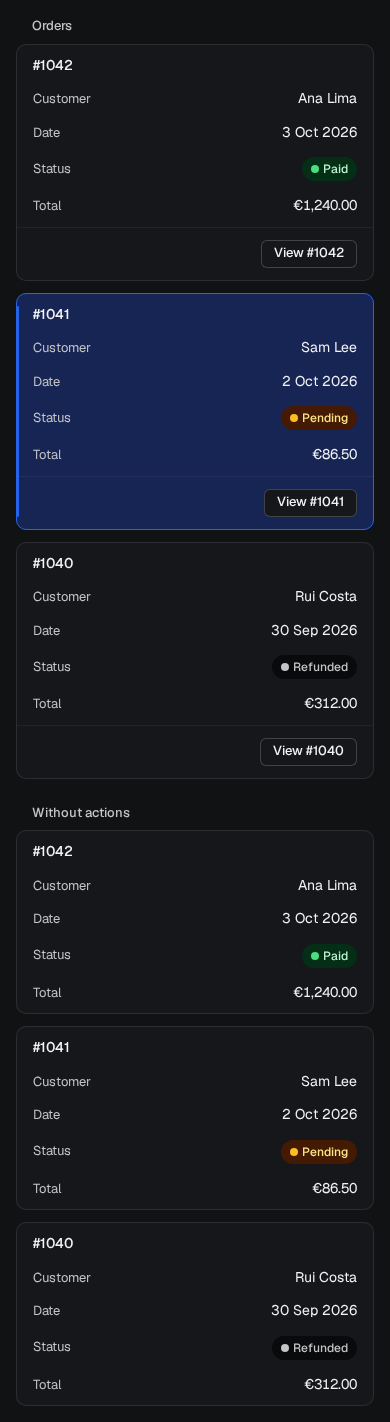 Orders
#1042
Customer Ana Lima
Date 3 Oct 2026
Status Paid
Total €1,240.00
View #1042
#1041
Customer Sam Lee
Date 2 Oct 2026
Status Pending
Total €86.50
View #1041
#1040
Customer Rui Costa
Date 30 Sep 2026
Status Refunded
Total €312.00
View #1040
Without actions
#1042
Customer Ana Lima
Date 3 Oct 2026
Status Paid
Total €1,240.00
#1041
Customer Sam Lee
Date 2 Oct 2026
Status Pending
Total €86.50
#1040
Customer Rui Costa
Date 30 Sep 2026
Status Refunded
Total €312.00